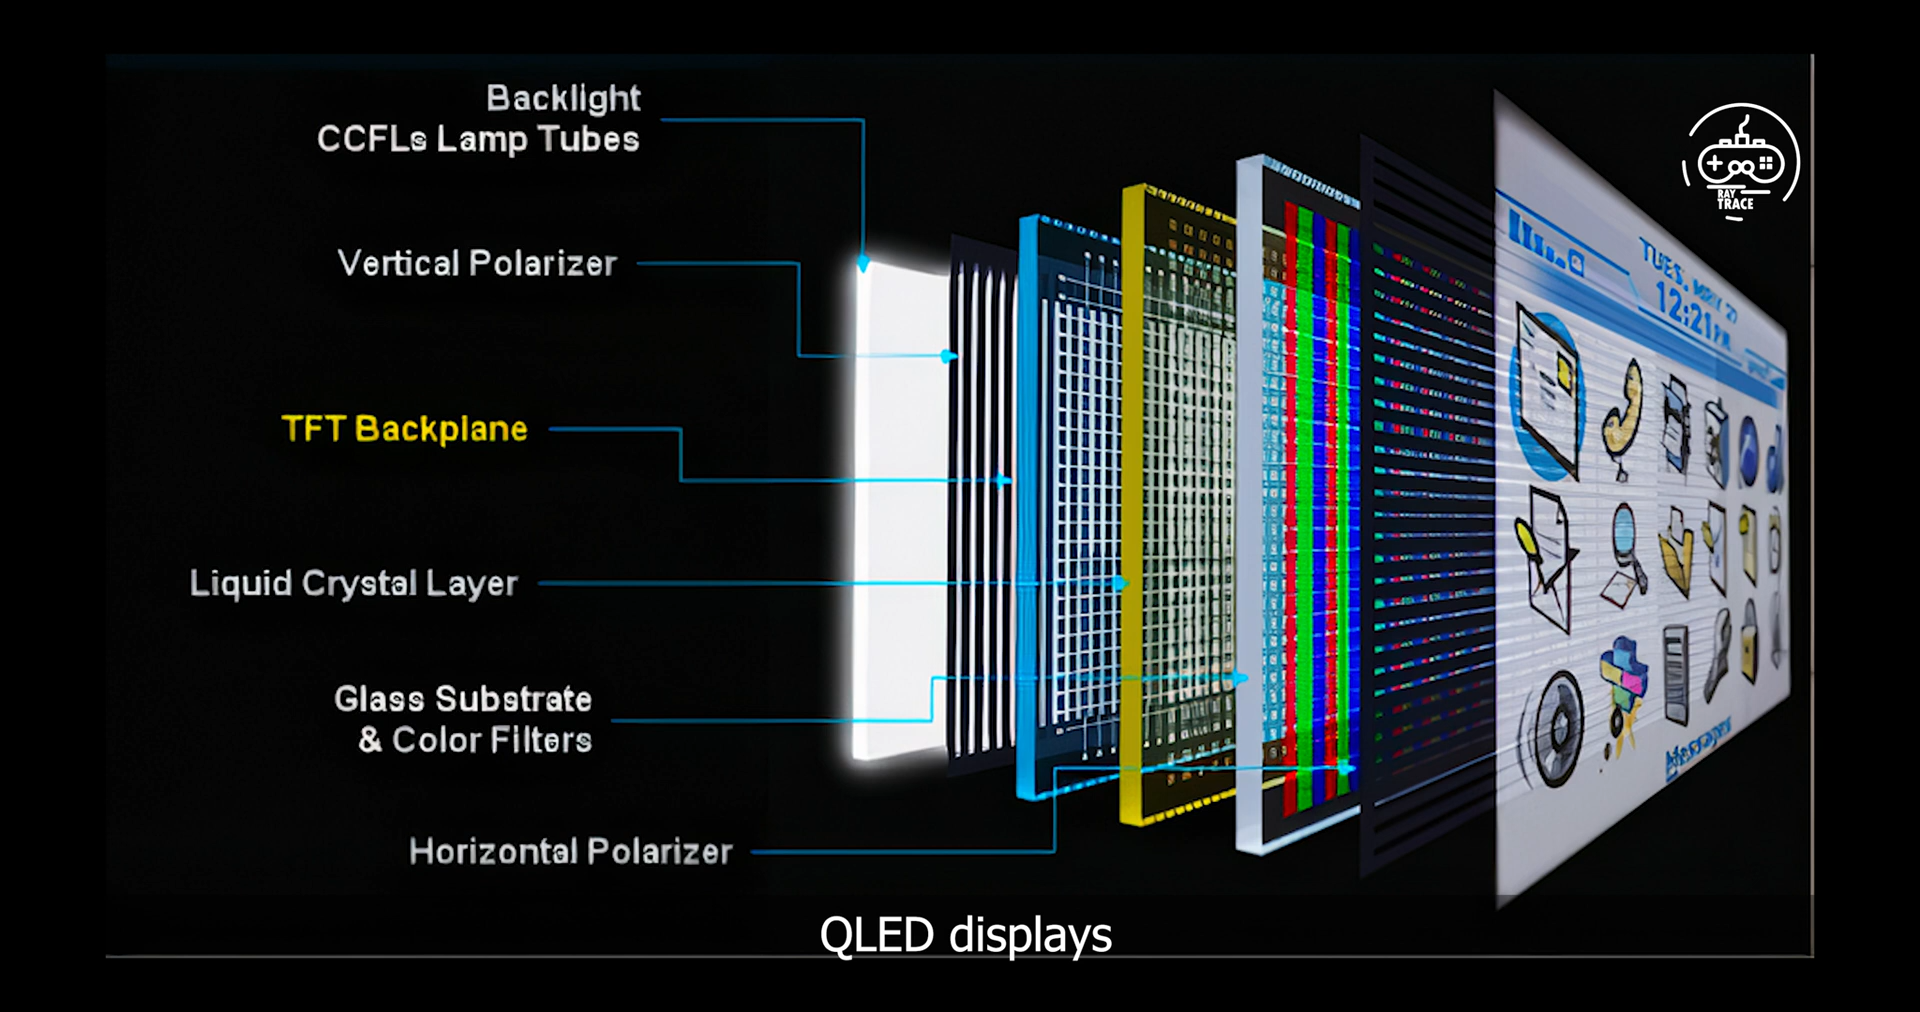 Backlight
CCFLs Lamp Tubes
Vertical Polarizer
TFT Backplane
Liquid Crystal Layer
Glass Substrate
& Color Filters
Horizontal Polarizer
RAY
TRACE
TUES.
12:21
QLED displays